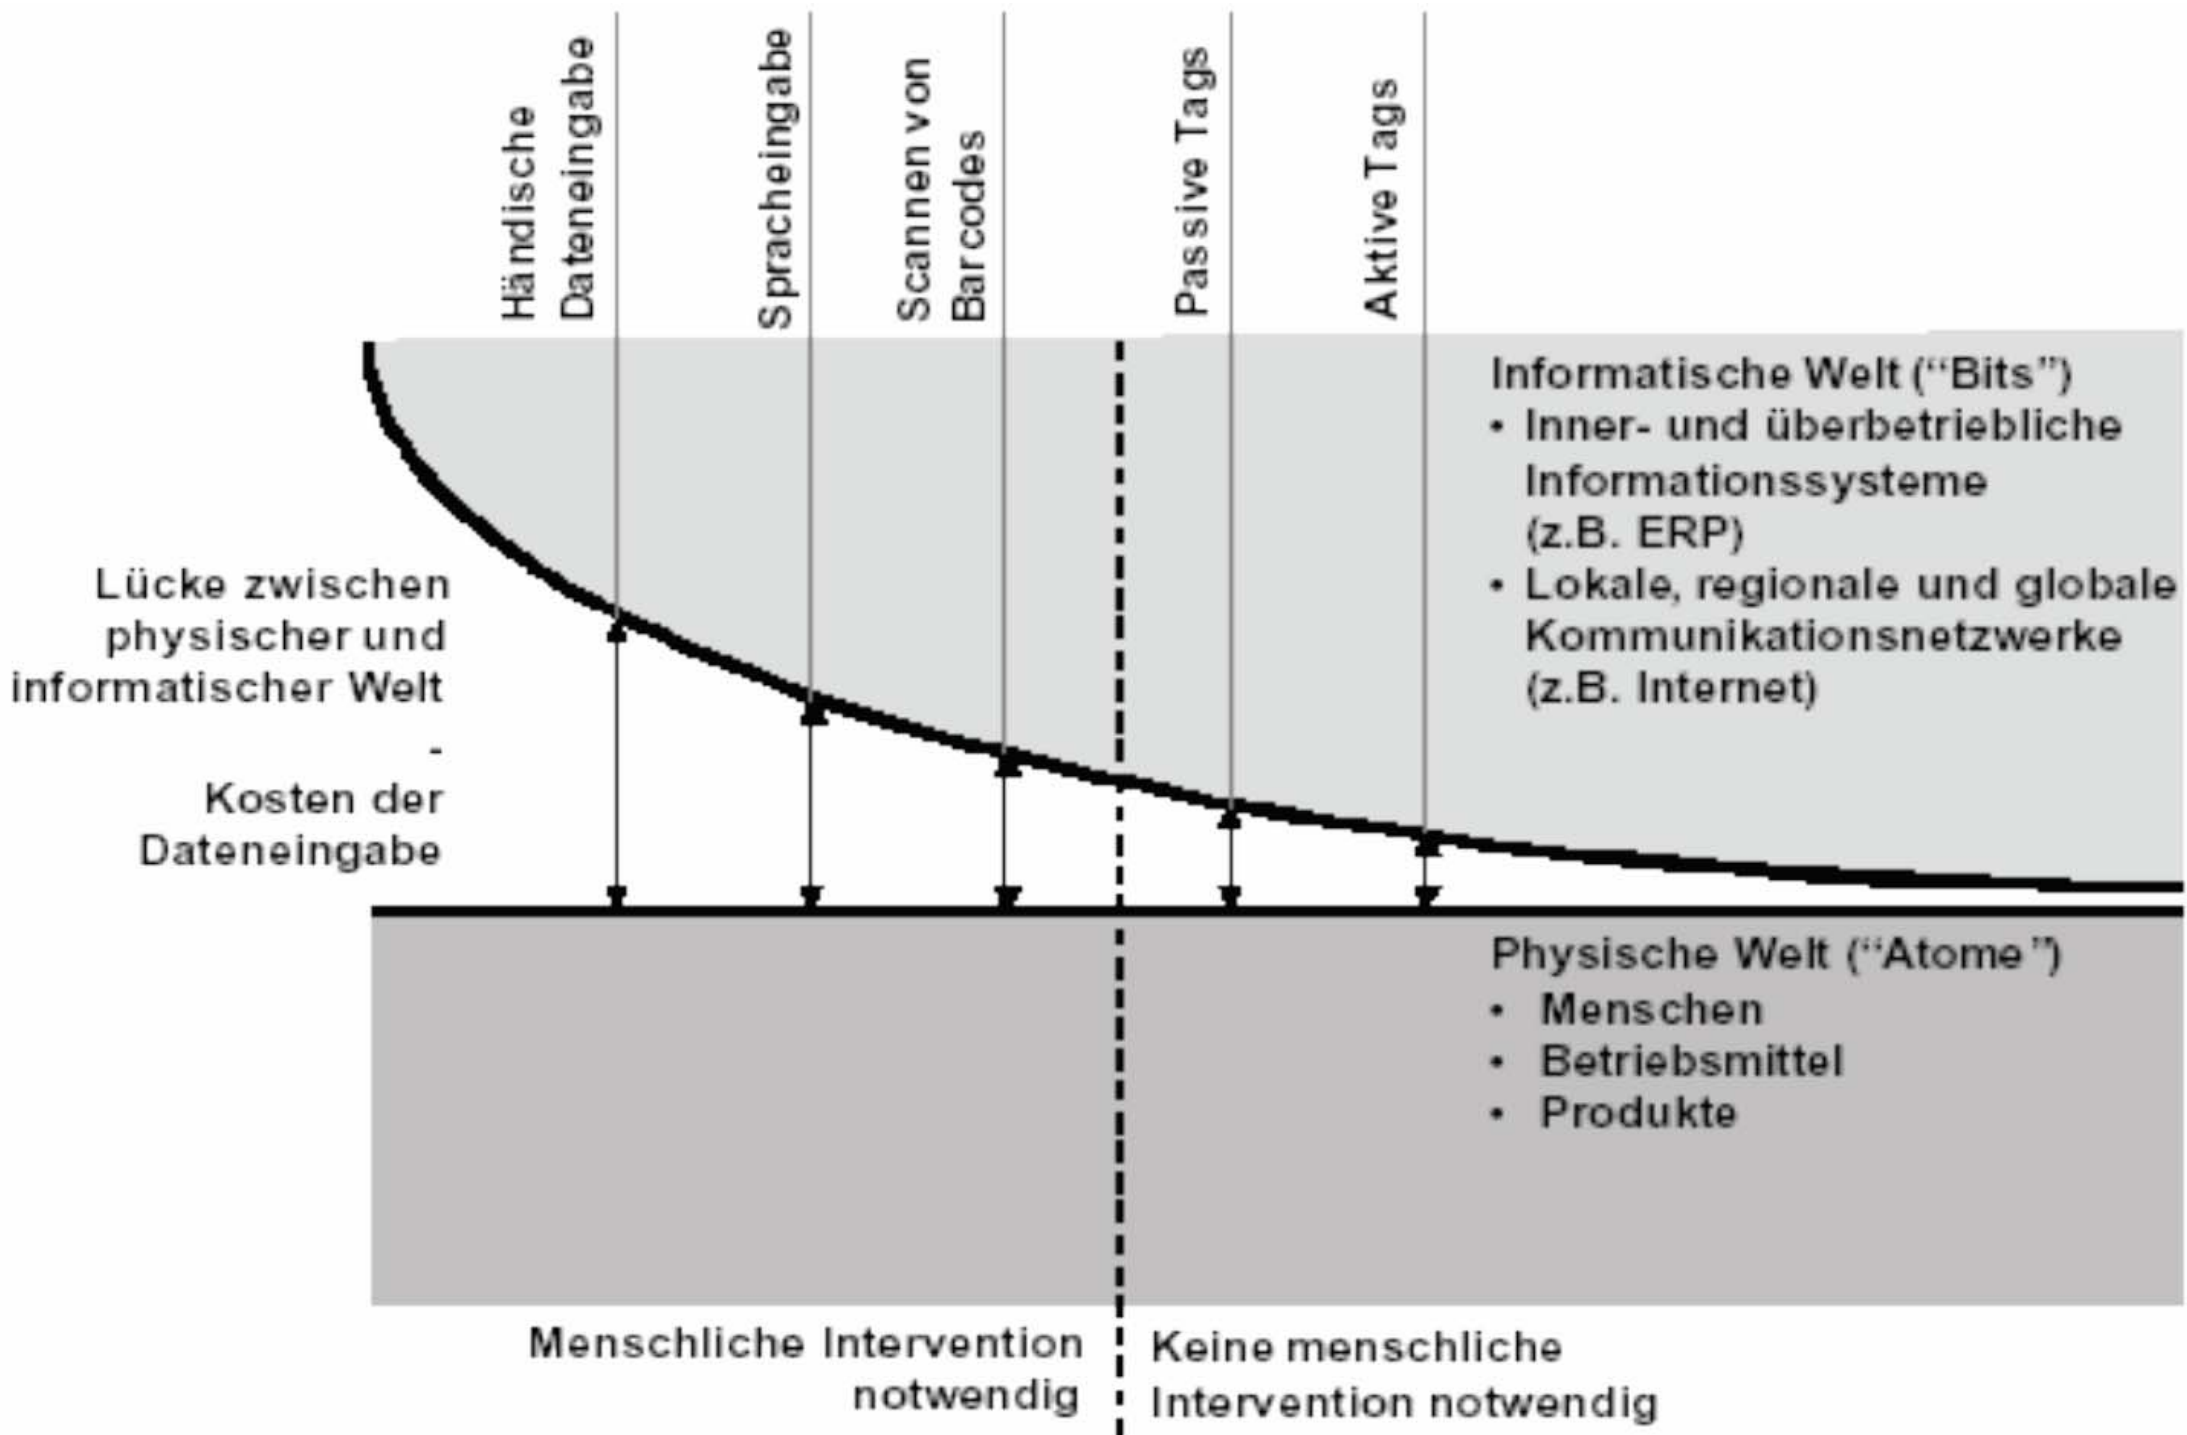 Händische
Dateneingabe
Spracheingabe
Scannen von
Barcodes
Passive Tags
Aktive Tags
Informatische Welt (“Bits”)
• Inner- und überbetriebliche
Informationssysteme
(z.B. ERP)
• Lokale, regionale und globale
Kommunikationsnetzwerke
(z.B. Internet)
Lücke zwischen
physischer und
informatischer Welt
-
Kosten der
Dateneingabe
Physische Welt (“Atome”)
• Menschen
• Betriebsmittel
• Produkte
Menschliche Intervention
notwendig
Keine menschliche
Intervention notwendig